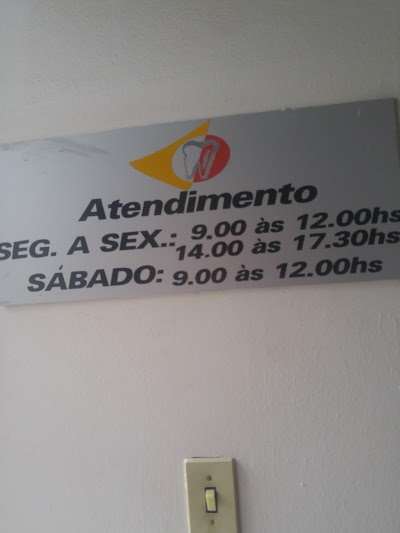 Atendimento
SEG. A SEX.: 9.00 às 12.00hs
14.00 às 17.30hs
SÁBADO: 9.00 às 12.00hs